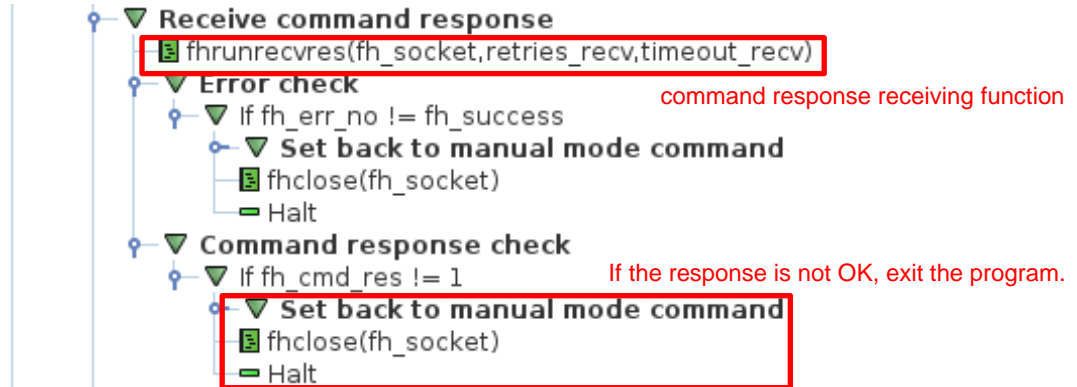 Receive command response
fhrunrecvres(fh_socket,retries_recv,timeout_recv)
command response receiving function
Error check
If fh_err_no != fh_success
Set back to manual mode command
fhclose(fh_socket)
Halt
Command response check
If fh_cmd_res != 1
If the response is not OK, exit the program.
Set back to manual mode command
fhclose(fh_socket)
Halt